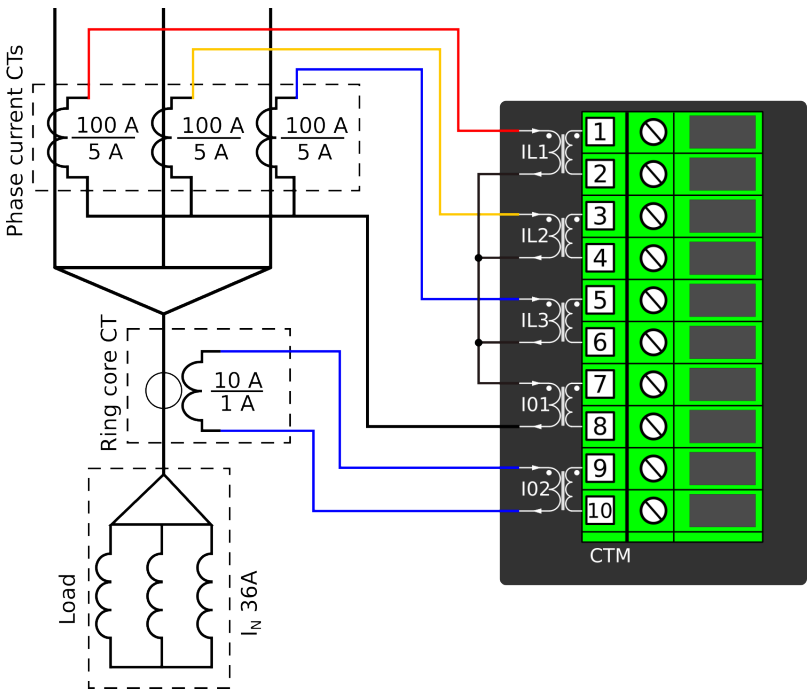 Phase current CTs
100 A
5 A
100 A
5 A
100 A
5 A
Ring core CT
10 A
1 A
Load
I_N 36A
IL1
IL2
IL3
I01
I02
1
2
3
4
5
6
7
8
9
10
CTM